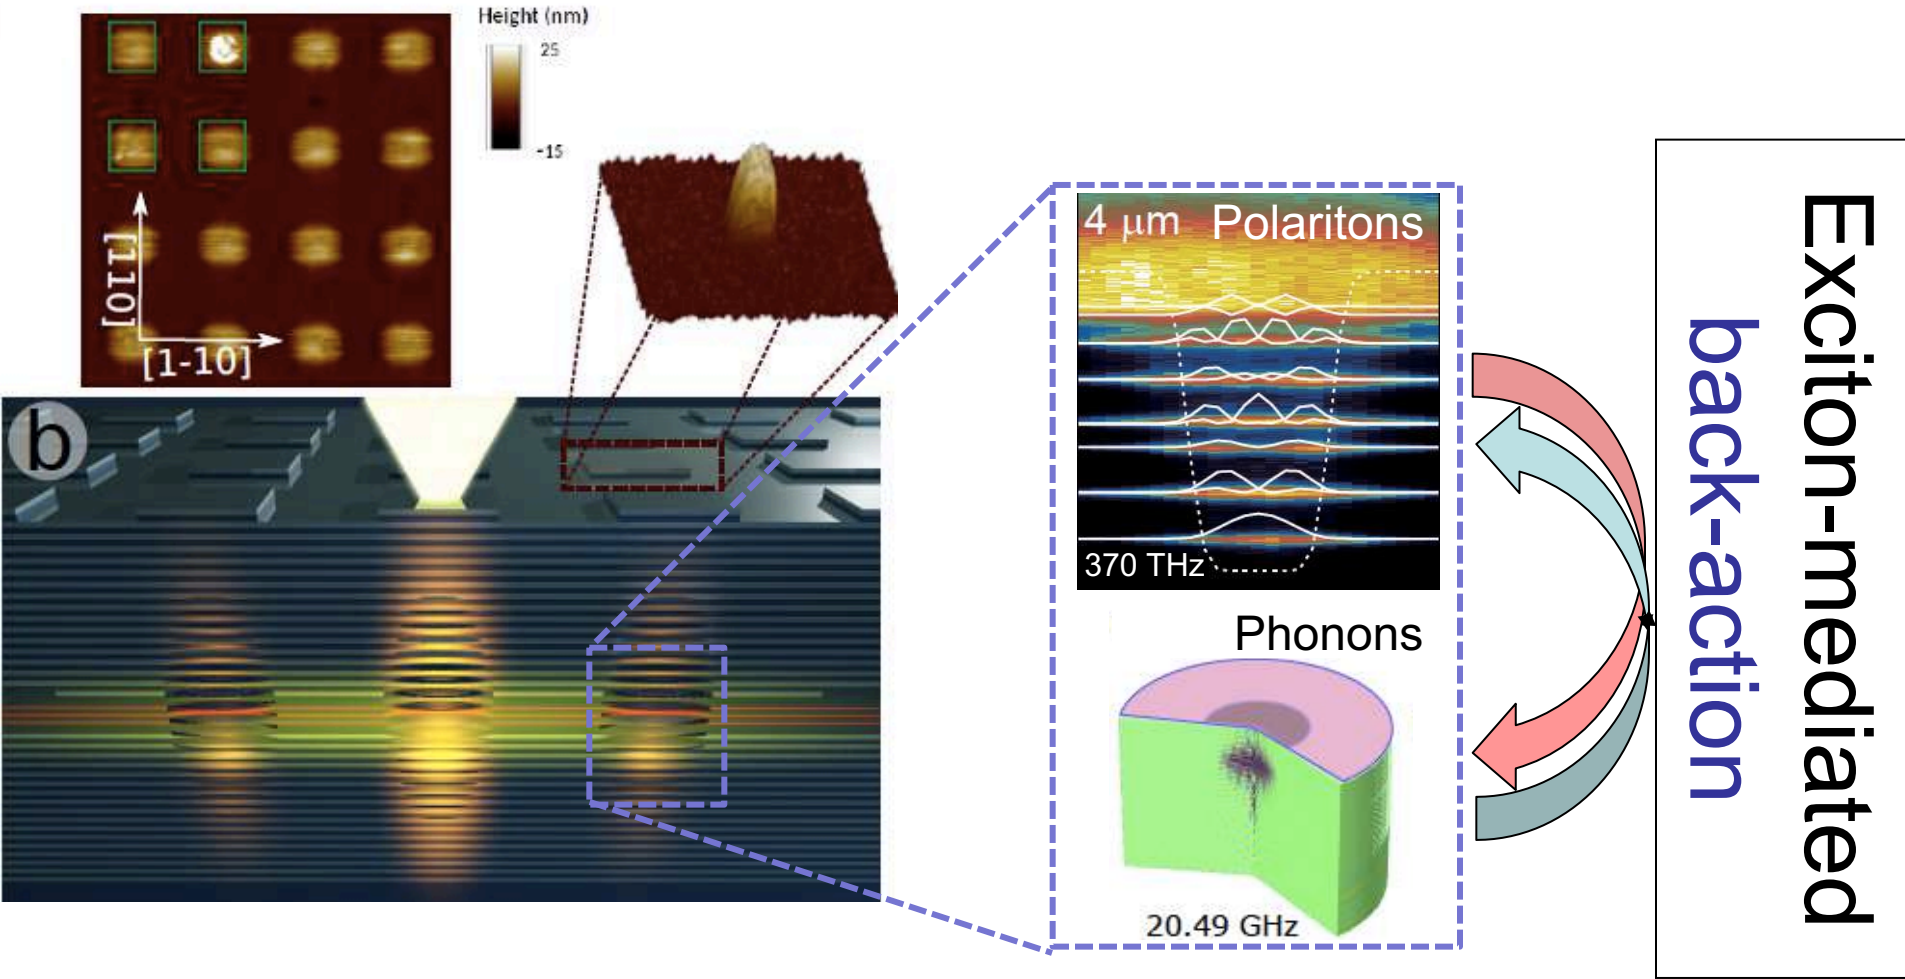 Height (nm)
25
-15
[110]
[1-10]
b
4 μm
Polaritons
370 THz
Phonons
20.49 GHz
Exciton-mediated
back-action